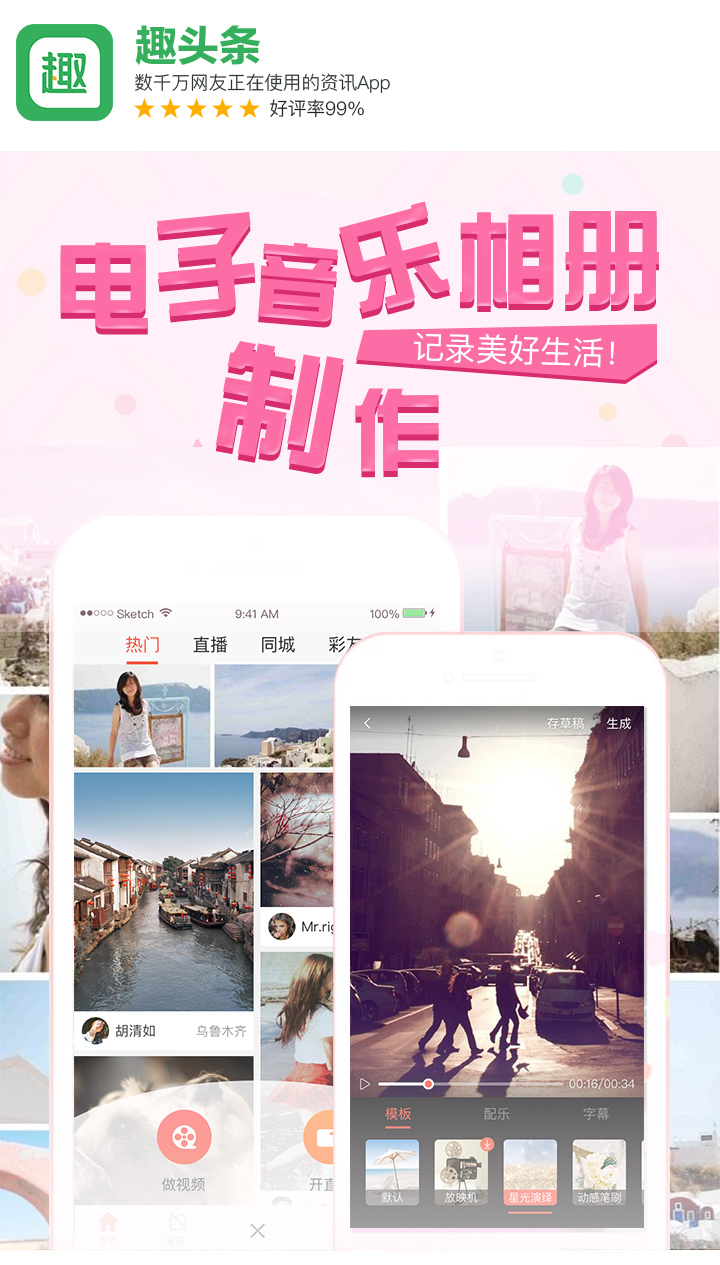 趣
趣头条
数千万网友正在使用的资讯App
好评率99%
电子音乐相册
记录美好生活!
制作
Sketch
9:41 AM
100%
热门 直播 同城 彩友
存草稿 生成
Mr.rig
胡清如 乌鲁木齐
00:16/00:34
模板 配乐 字幕
做视频 开直
默认 放映机 星光演绎 动感笔刷